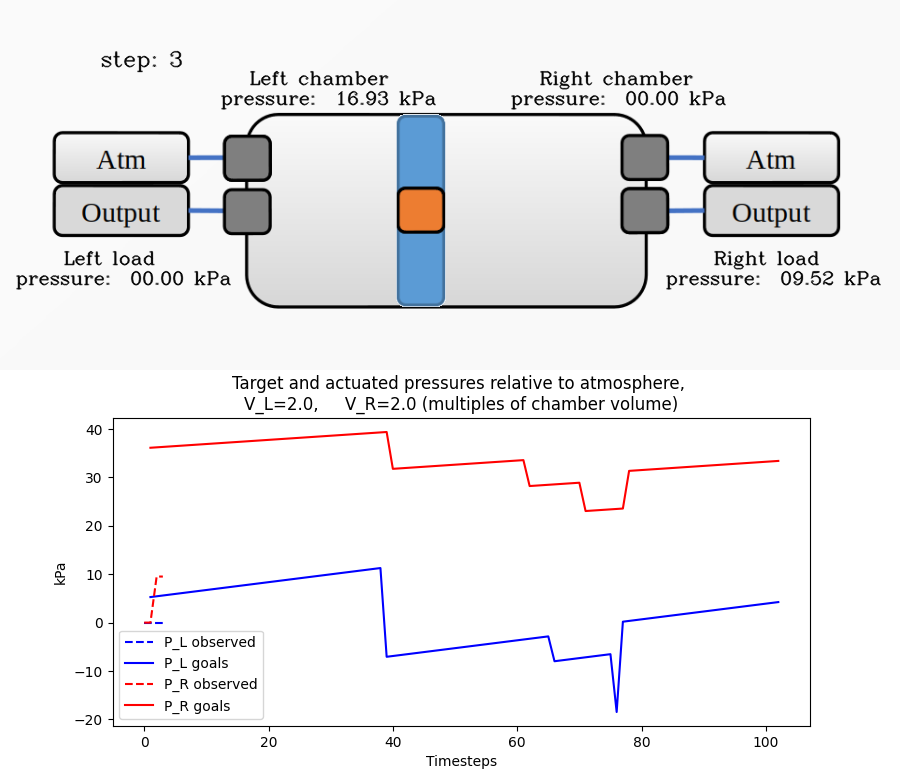 step: 3
Left chamber
pressure: 16.93 kPa
Right chamber
pressure: 00.00 kPa
Atm
Output
Atm
Output
Left load
pressure: 00.00 kPa
Right load
pressure: 09.52 kPa
Target and actuated pressures relative to atmosphere,
V_L=2.0, V_R=2.0 (multiples of chamber volume)
40
30
20
10
0
−10
−20
kPa
P_L observed
P_L goals
P_R observed
P_R goals
0 20 40 60 80 100
Timesteps